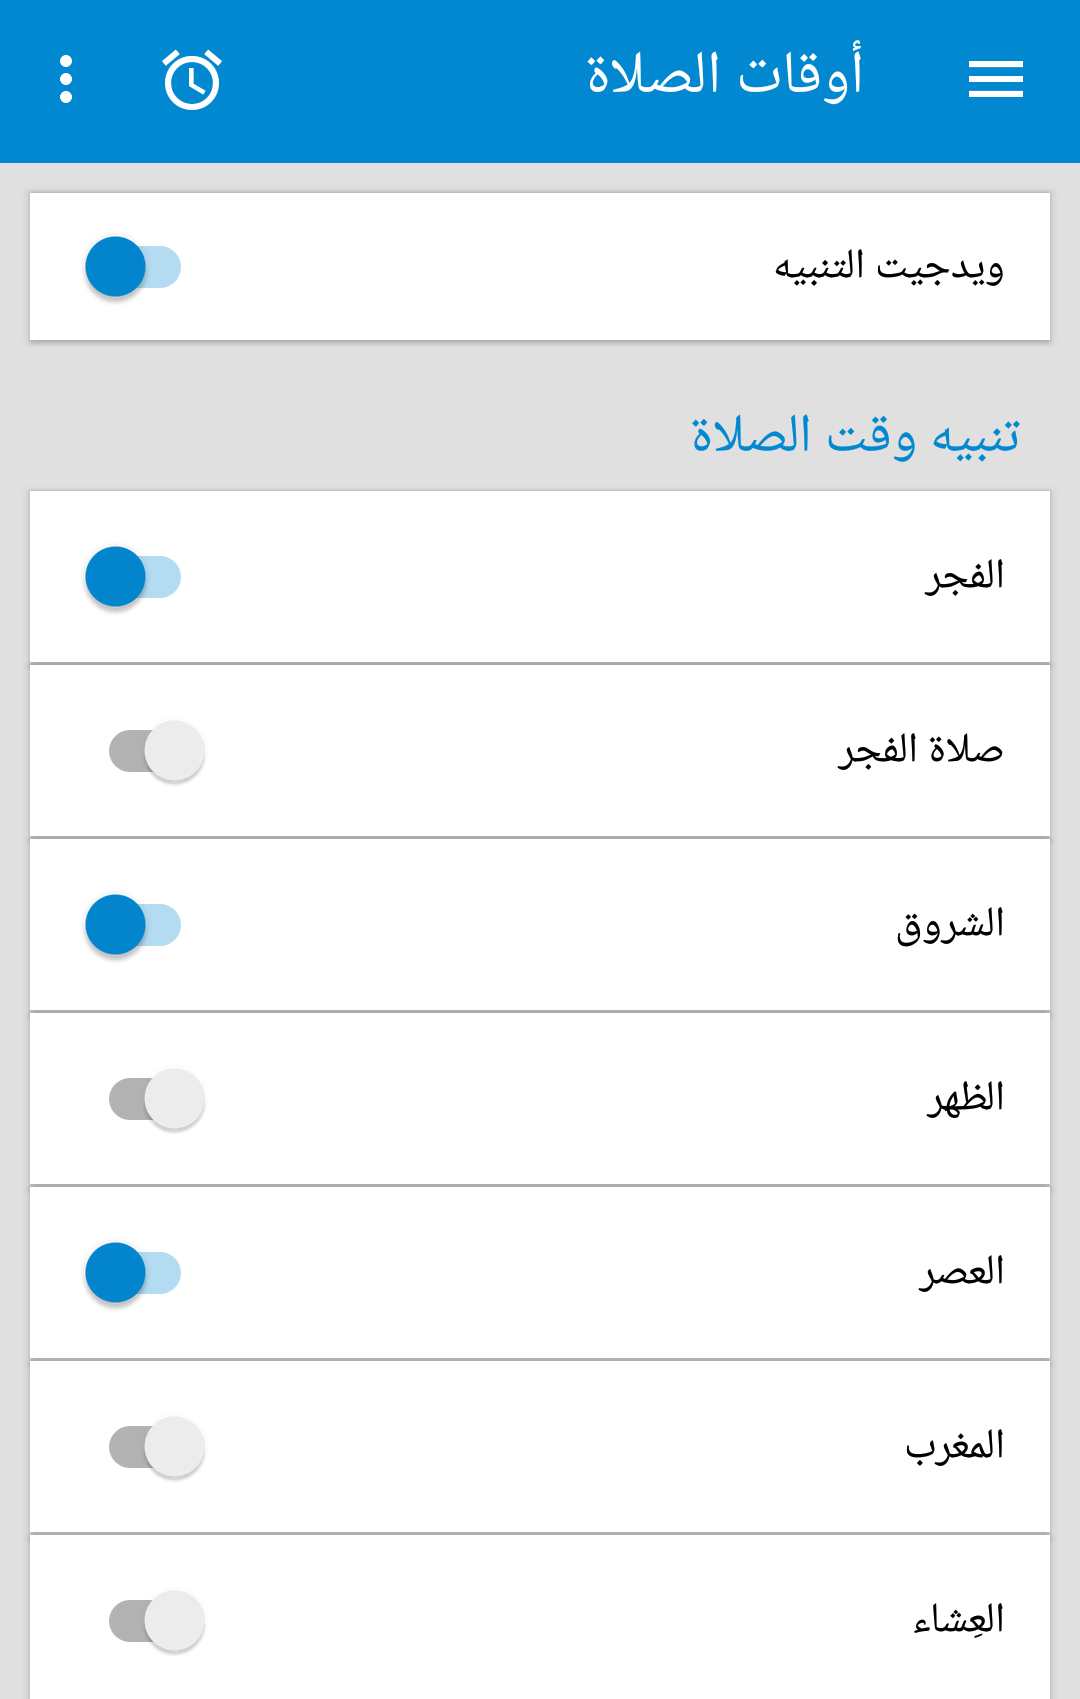 أوقات الصلاة
ويدجيت التنبيه
تنبيه وقت الصلاة
الفجر
صلاة الفجر
الشروق
الظهر
العصر
المغرب
العِشاء